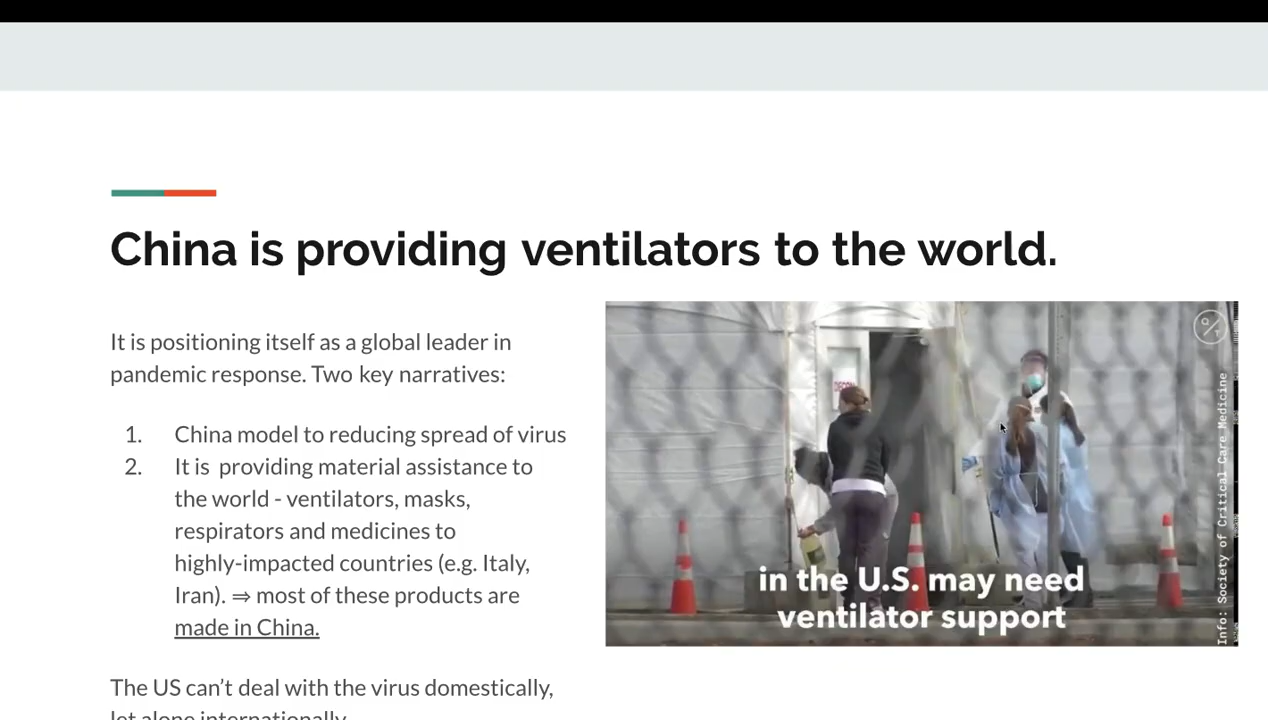 China is providing ventilators to the world.
It is positioning itself as a global leader in
pandemic response. Two key narratives:
1. China model to reducing spread of virus
2. It is providing material assistance to
the world - ventilators, masks,
respirators and medicines to
highly-impacted countries (e.g. Italy,
Iran). ⇒ most of these products are
made in China.
The US can’t deal with the virus domestically,
let alone internationally.
in the U.S. may need
ventilator support
Info: Society of Critical Care Medicine